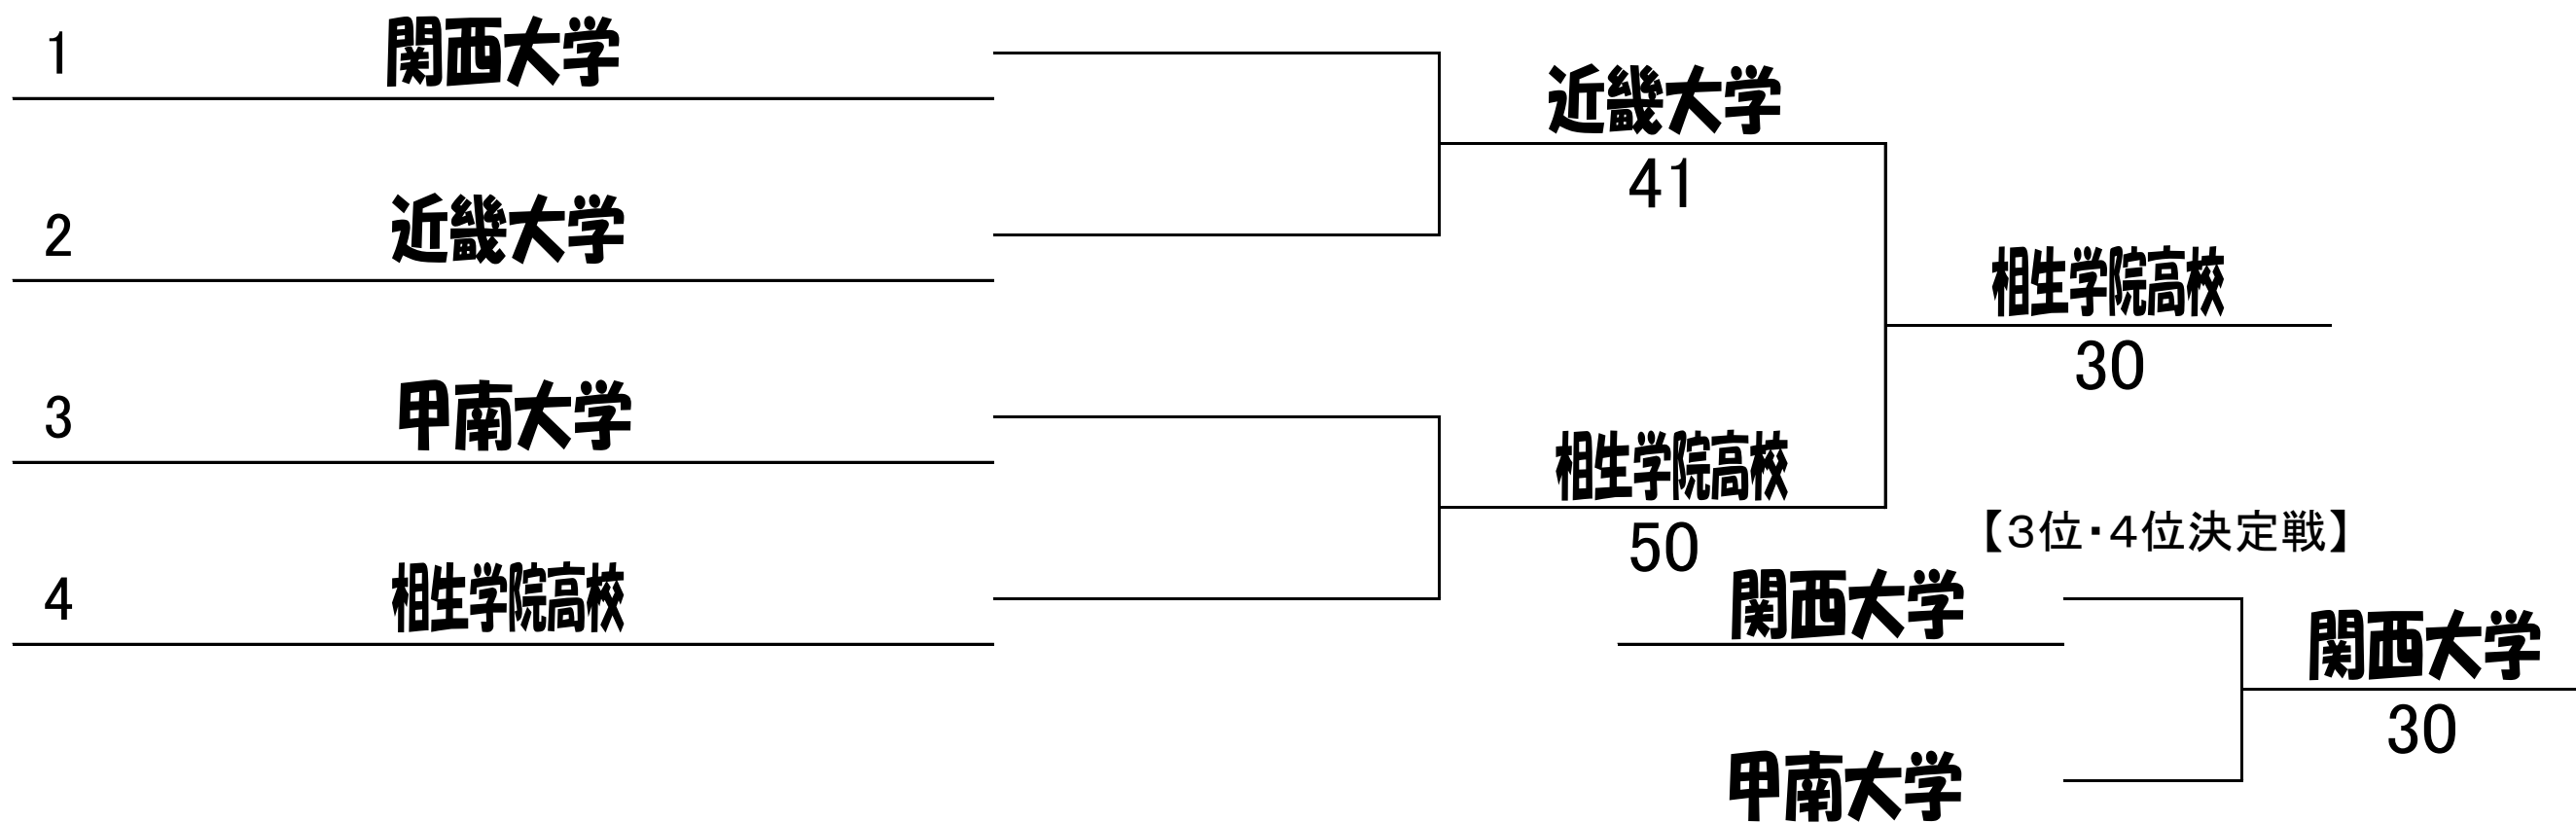 1 関西大学
近畿大学
41
2 近畿大学
相生学院高校
30
3 甲南大学
相生学院高校
50
【3位・4位決定戦】
4 相生学院高校
関西大学
関西大学
30
甲南大学